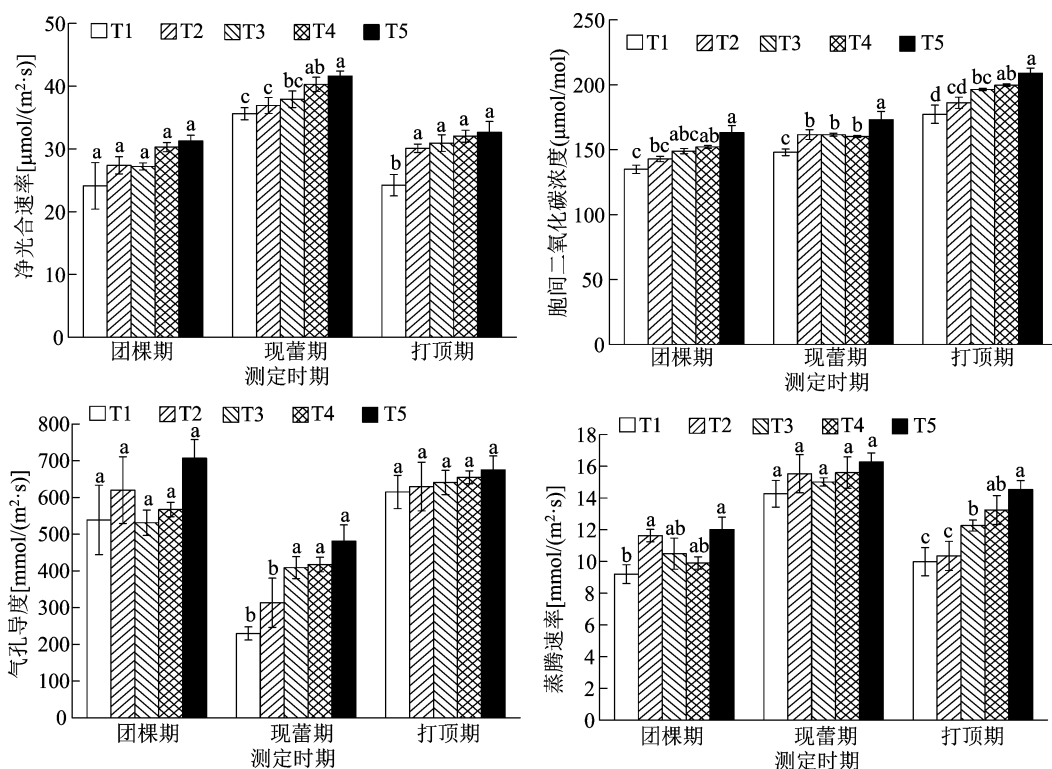 净光合速率[μmol/(m²·s)]
50
40
30
20
10
0
T1 T2 T3 T4 T5
a a a a a
c c bc ab a
b a a a a
团棵期 现蕾期 打顶期
测定时期
胞间二氧化碳浓度(μmol/mol)
250
200
150
100
50
0
T1 T2 T3 T4 T5
c bc abc ab a
c b b b a
d cd bc ab a
团棵期 现蕾期 打顶期
测定时期
气孔导度[mmol/(m²·s)]
800
700
600
500
400
300
200
100
0
T1 T2 T3 T4 T5
a a a a a
b b a a a
a a a a a
团棵期 现蕾期 打顶期
测定时期
蒸腾速率[mmol/(m²·s)]
18
16
14
12
10
8
6
4
2
0
T1 T2 T3 T4 T5
b a ab ab a
a a a a a
c c b ab a
团棵期 现蕾期 打顶期
测定时期